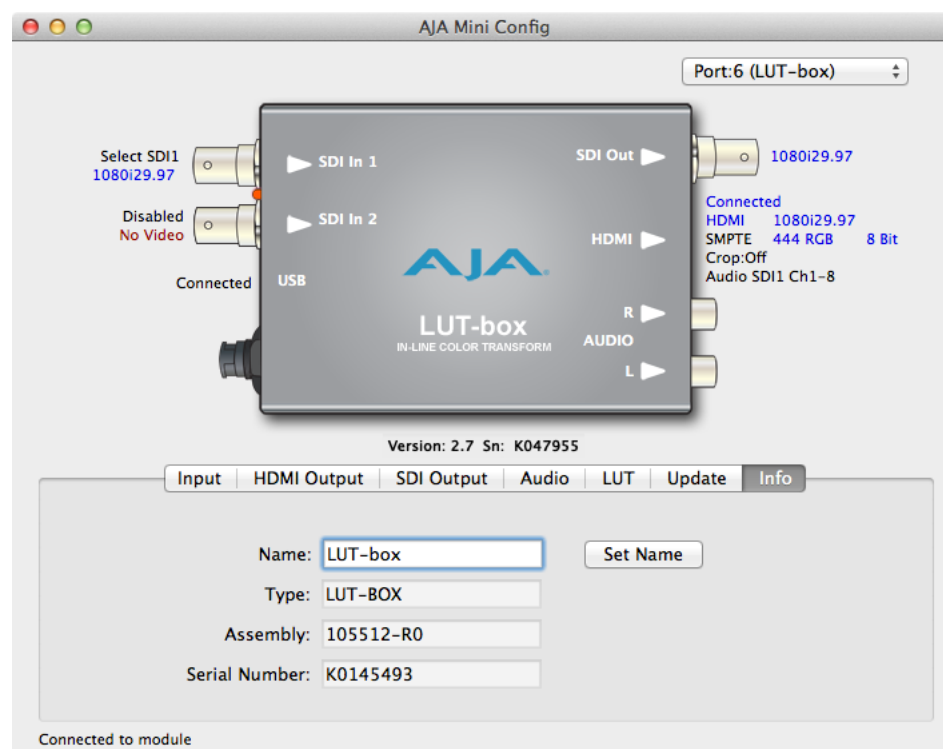 AJA Mini Config
Port:6 (LUT-box)
Select SDI1
1080i29.97
SDI In 1
SDI Out
1080i29.97
Disabled
No Video
SDI In 2
Connected
HDMI 1080i29.97
SMPTE 444 RGB 8 Bit
Crop:Off
Audio SDI1 Ch1-8
HDMI
Connected
USB
AJA
LUT-box
IN-LINE COLOR TRANSFORM
R
AUDIO
L
Version: 2.7 Sn: K047955
Input HDMI Output SDI Output Audio LUT Update Info
Name: LUT-box Set Name
Type: LUT-BOX
Assembly: 105512-R0
Serial Number: K0145493
Connected to module